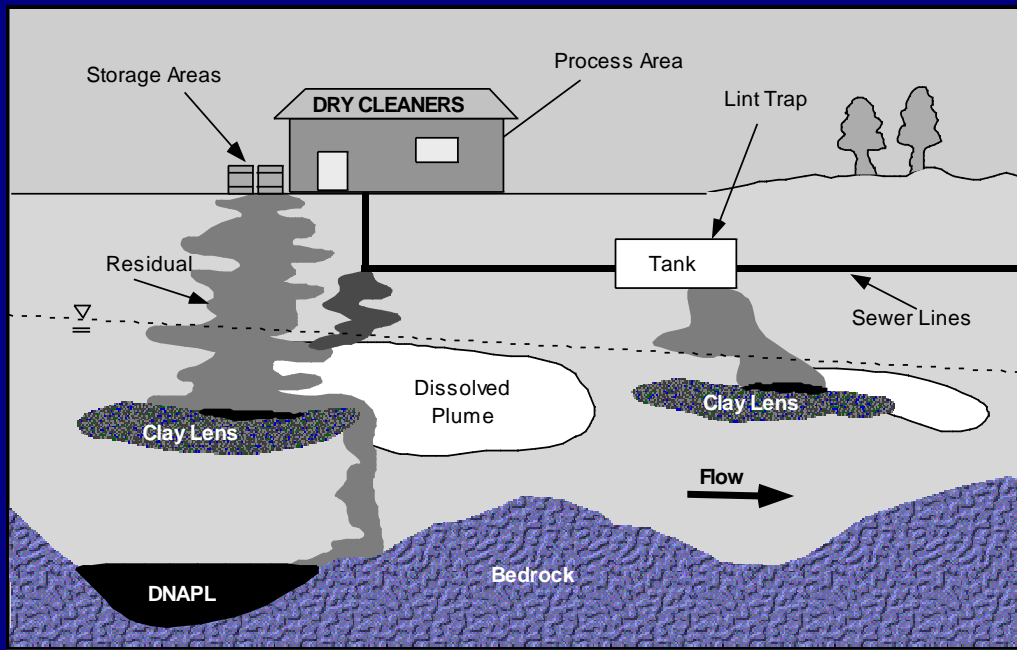 Storage Areas
Process Area
DRY CLEANERS
Lint Trap
Residual
Tank
Sewer Lines
Dissolved
Plume
Clay Lens
Clay Lens
Flow
Bedrock
DNAPL